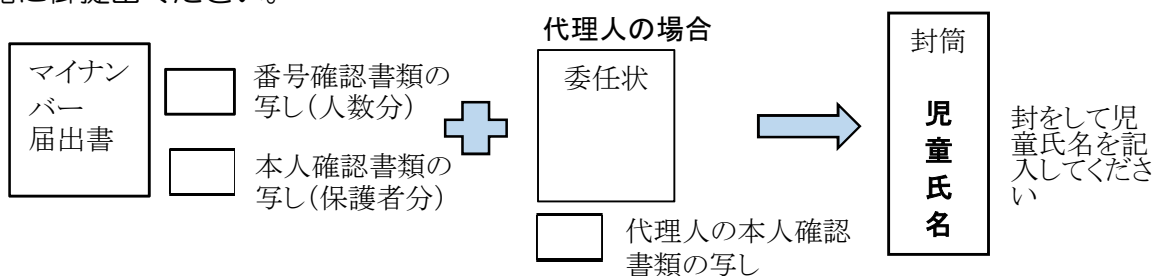 ください。
マイナン
バー
届出書
番号確認書類の
写し(人数分)
本人確認書類の
写し(保護者分)
代理人の場合
委任状
代理人の本人確認
書類の写し
封筒
児童氏名
封をして児
童氏名を記
入してくださ
い